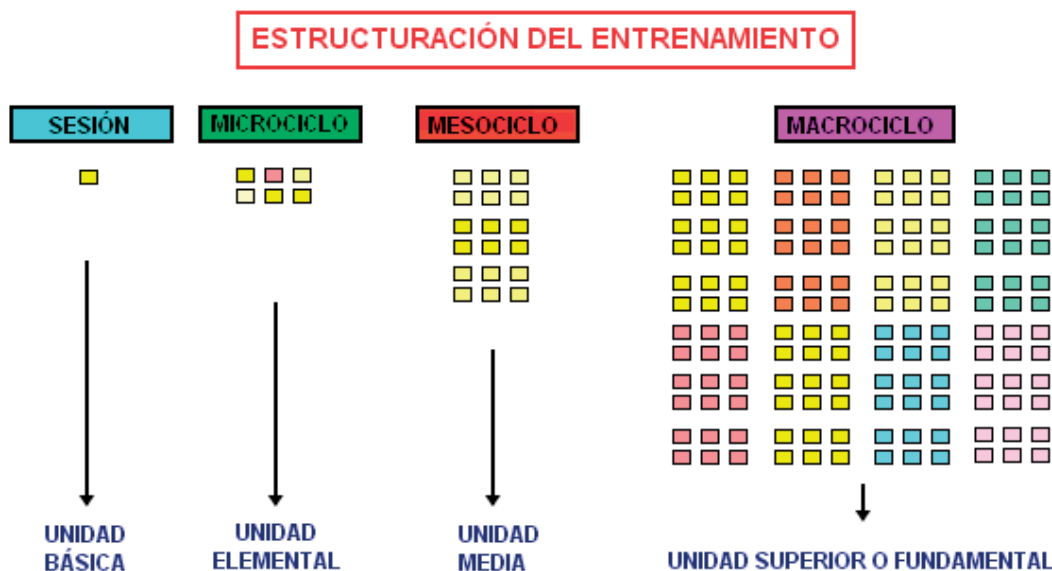 ESTRUCTURACIÓN DEL ENTRENAMIENTO
SESIÓN
MICROCICLO
MESOCICLO
MACROCICLO
UNIDAD
BÁSICA
UNIDAD
ELEMENTAL
UNIDAD
MEDIA
UNIDAD SUPERIOR O FUNDAMENTAL